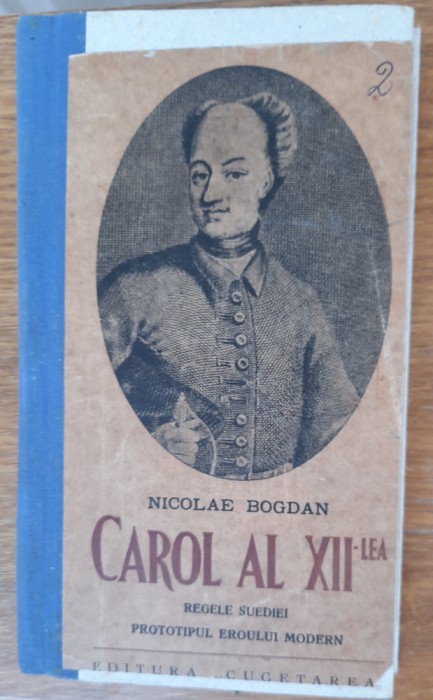 2
NICOLAE BOGDAN
CAROL AL XII-LEA
REGELE SUEDIEI
PROTOTIPUL EROULUI MODERN
EDITURA „CUGETAREA